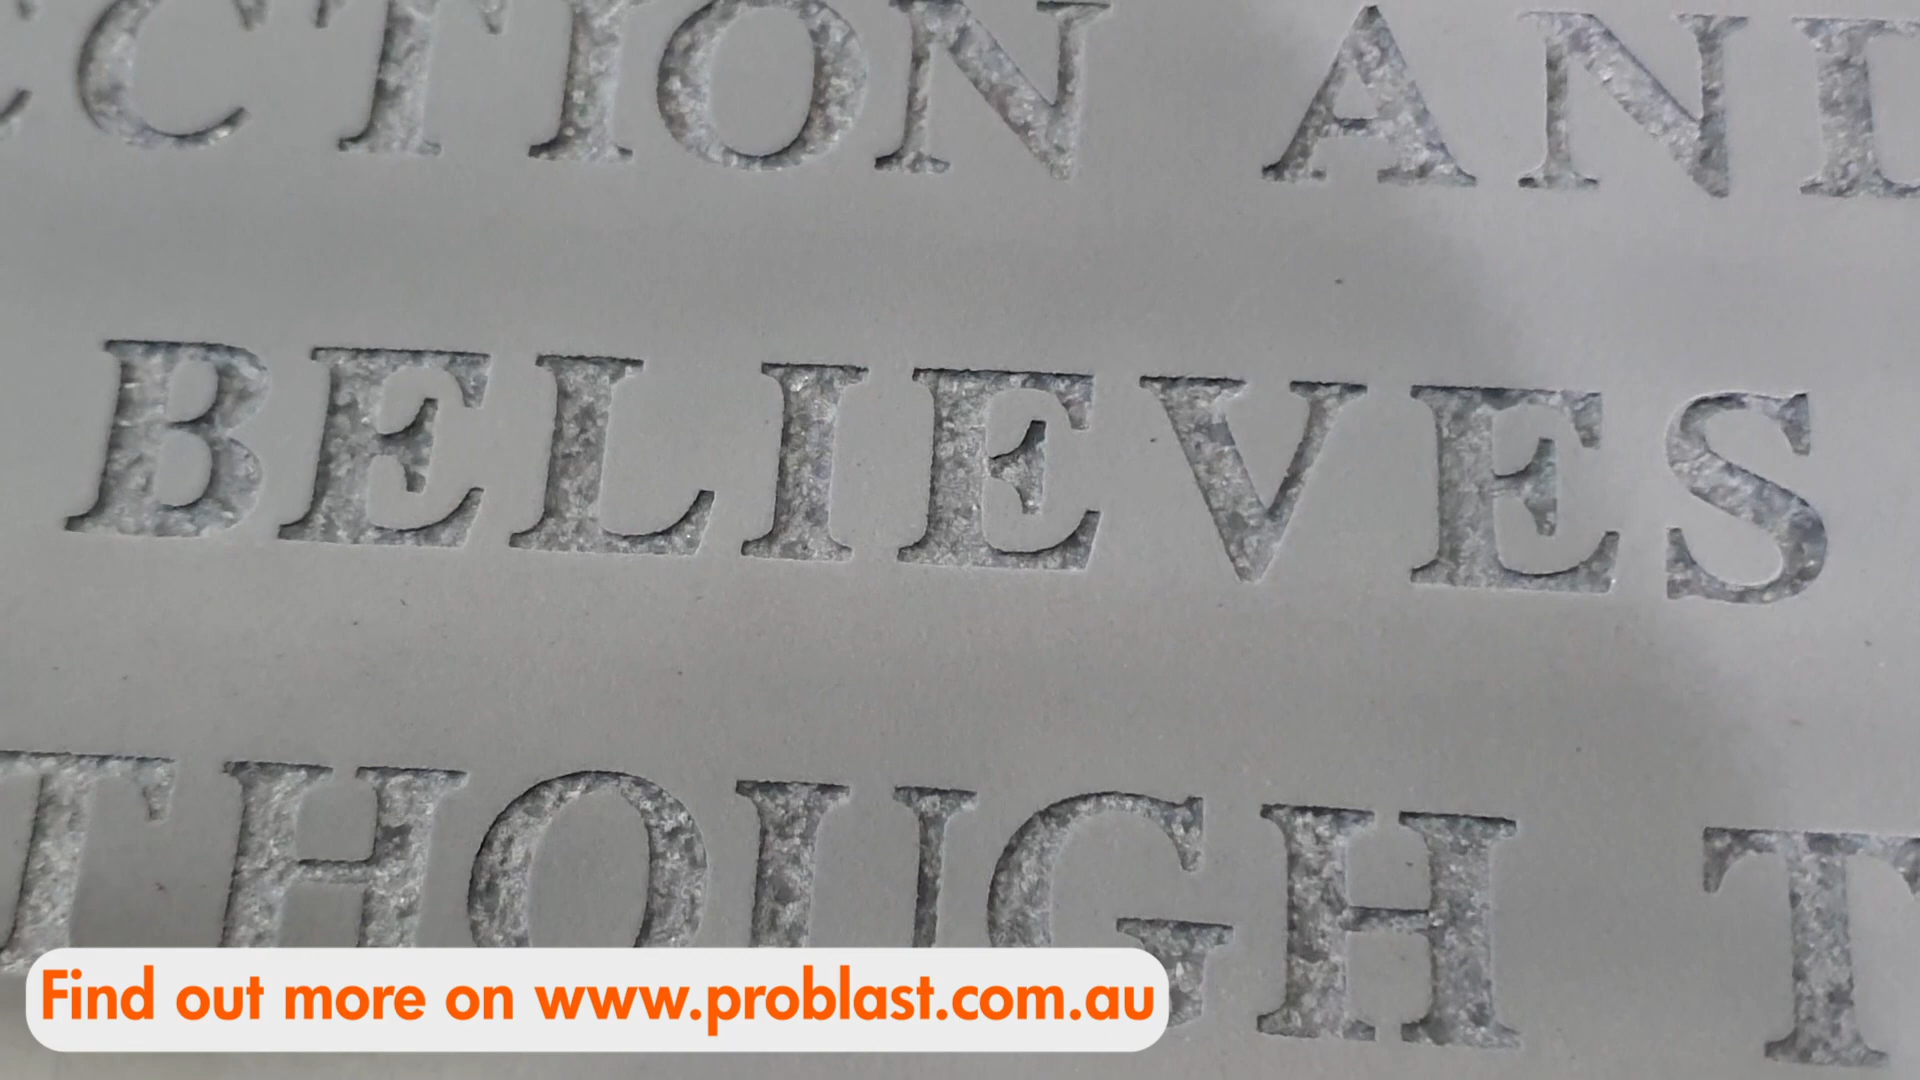 CTION AND
BELIEVES
THOUGH T
Find out more on www.problast.com.au